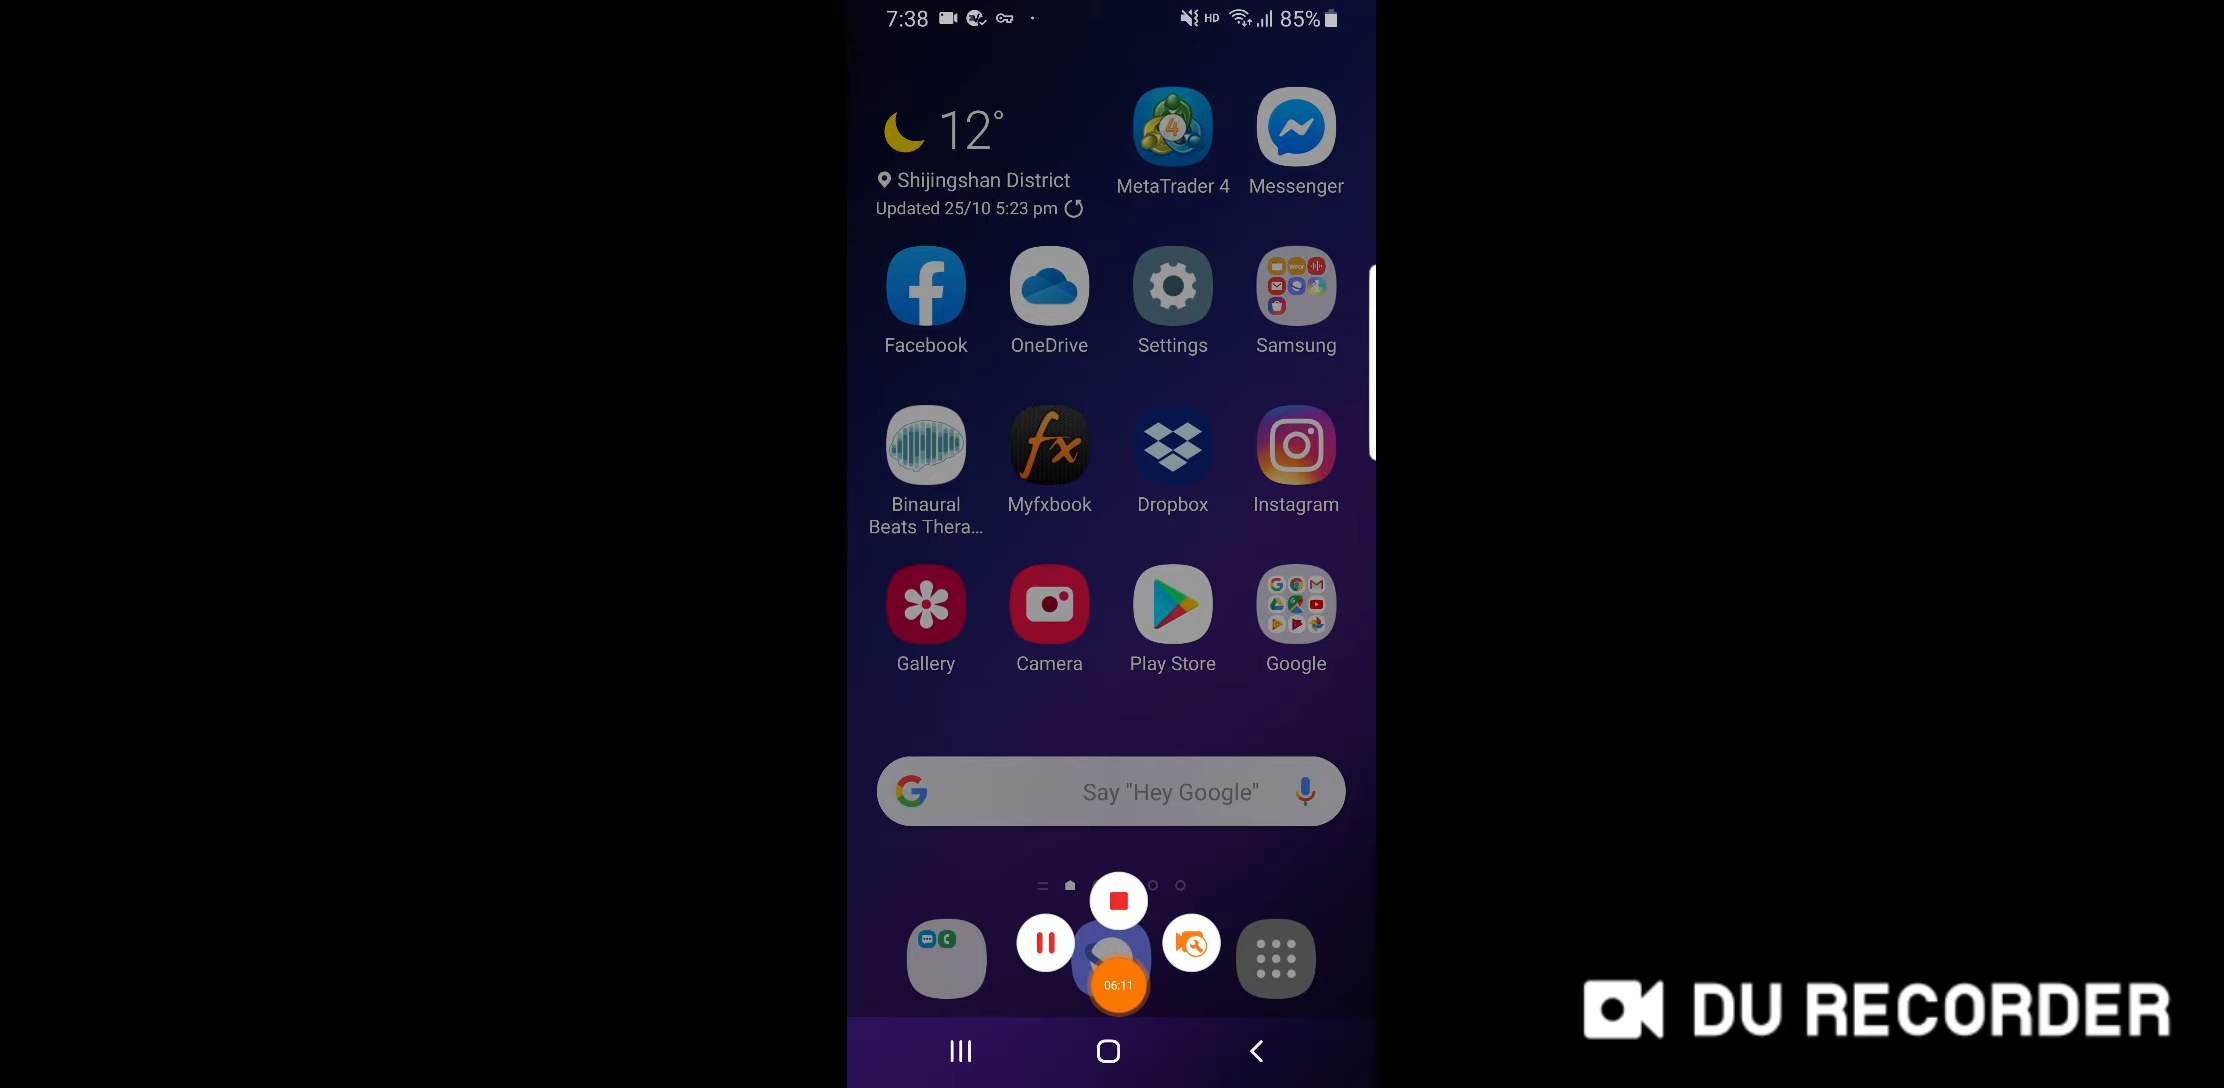 7:38
HD 85%
12°
Shijingshan District
Updated 25/10 5:23 pm
4
MetaTrader 4 Messenger
Facebook OneDrive Settings Samsung
fx
Binaural Beats Thera... Myfxbook Dropbox Instagram
Gallery Camera Play Store Google
Say "Hey Google"
06:11
DU RECORDER